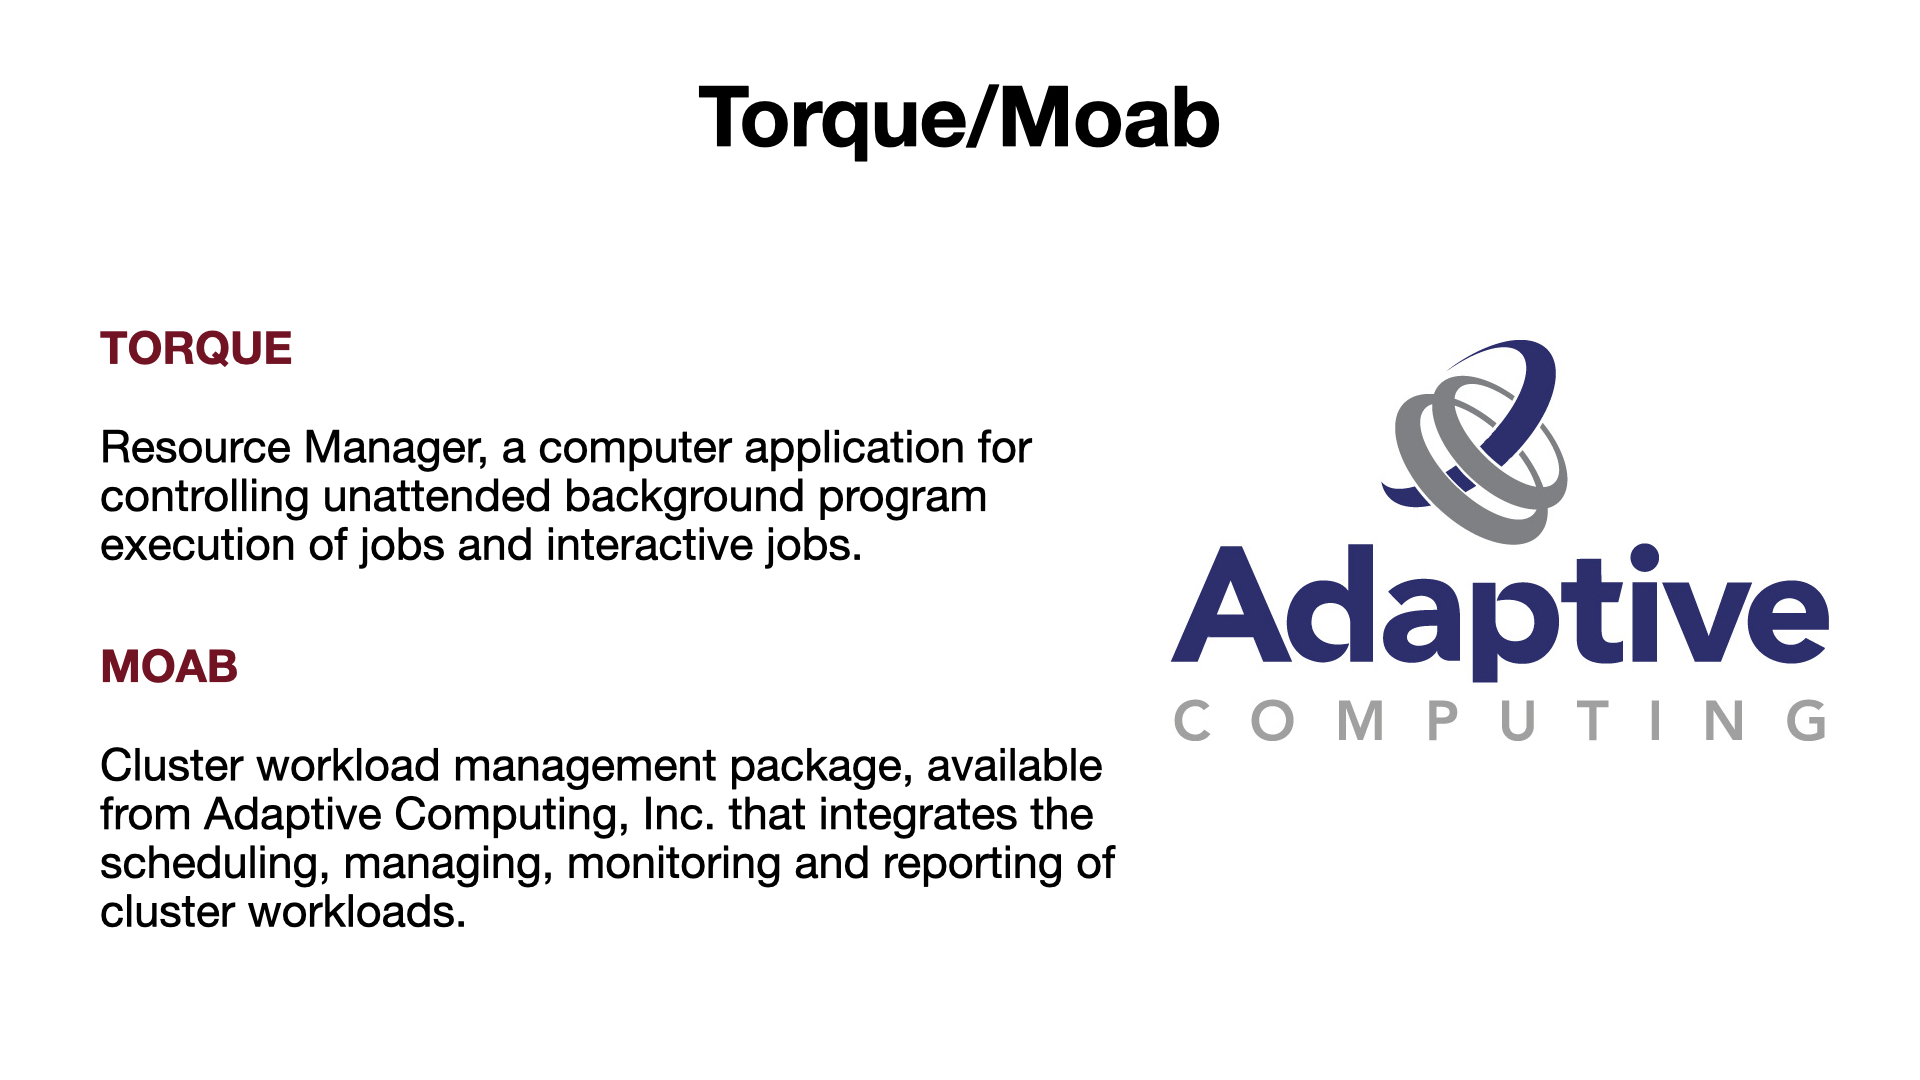 Torque/Moab
TORQUE
Resource Manager, a computer application for
controlling unattended background program
execution of jobs and interactive jobs.
MOAB
Cluster workload management package, available
from Adaptive Computing, Inc. that integrates the
scheduling, managing, monitoring and reporting of
cluster workloads.
Adaptive
COMPUTING